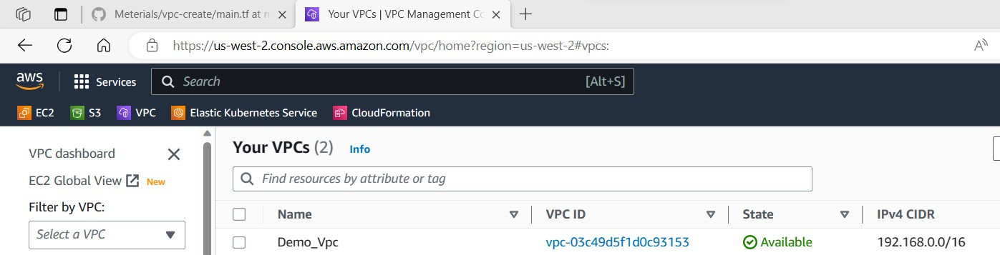 Meterials/vpc-create/main.tf at m
Your VPCs | VPC Management Co
https://us-west-2.console.aws.amazon.com/vpc/home?region=us-west-2#vpcs:
aws Services Search [Alt+S]
EC2 S3 VPC Elastic Kubernetes Service CloudFormation
VPC dashboard
EC2 Global View New
Filter by VPC:
Select a VPC
Your VPCs (2) Info
Find resources by attribute or tag
Name VPC ID State IPv4 CIDR
Demo_Vpc vpc-03c49d5f1d0c93153 Available 192.168.0.0/16